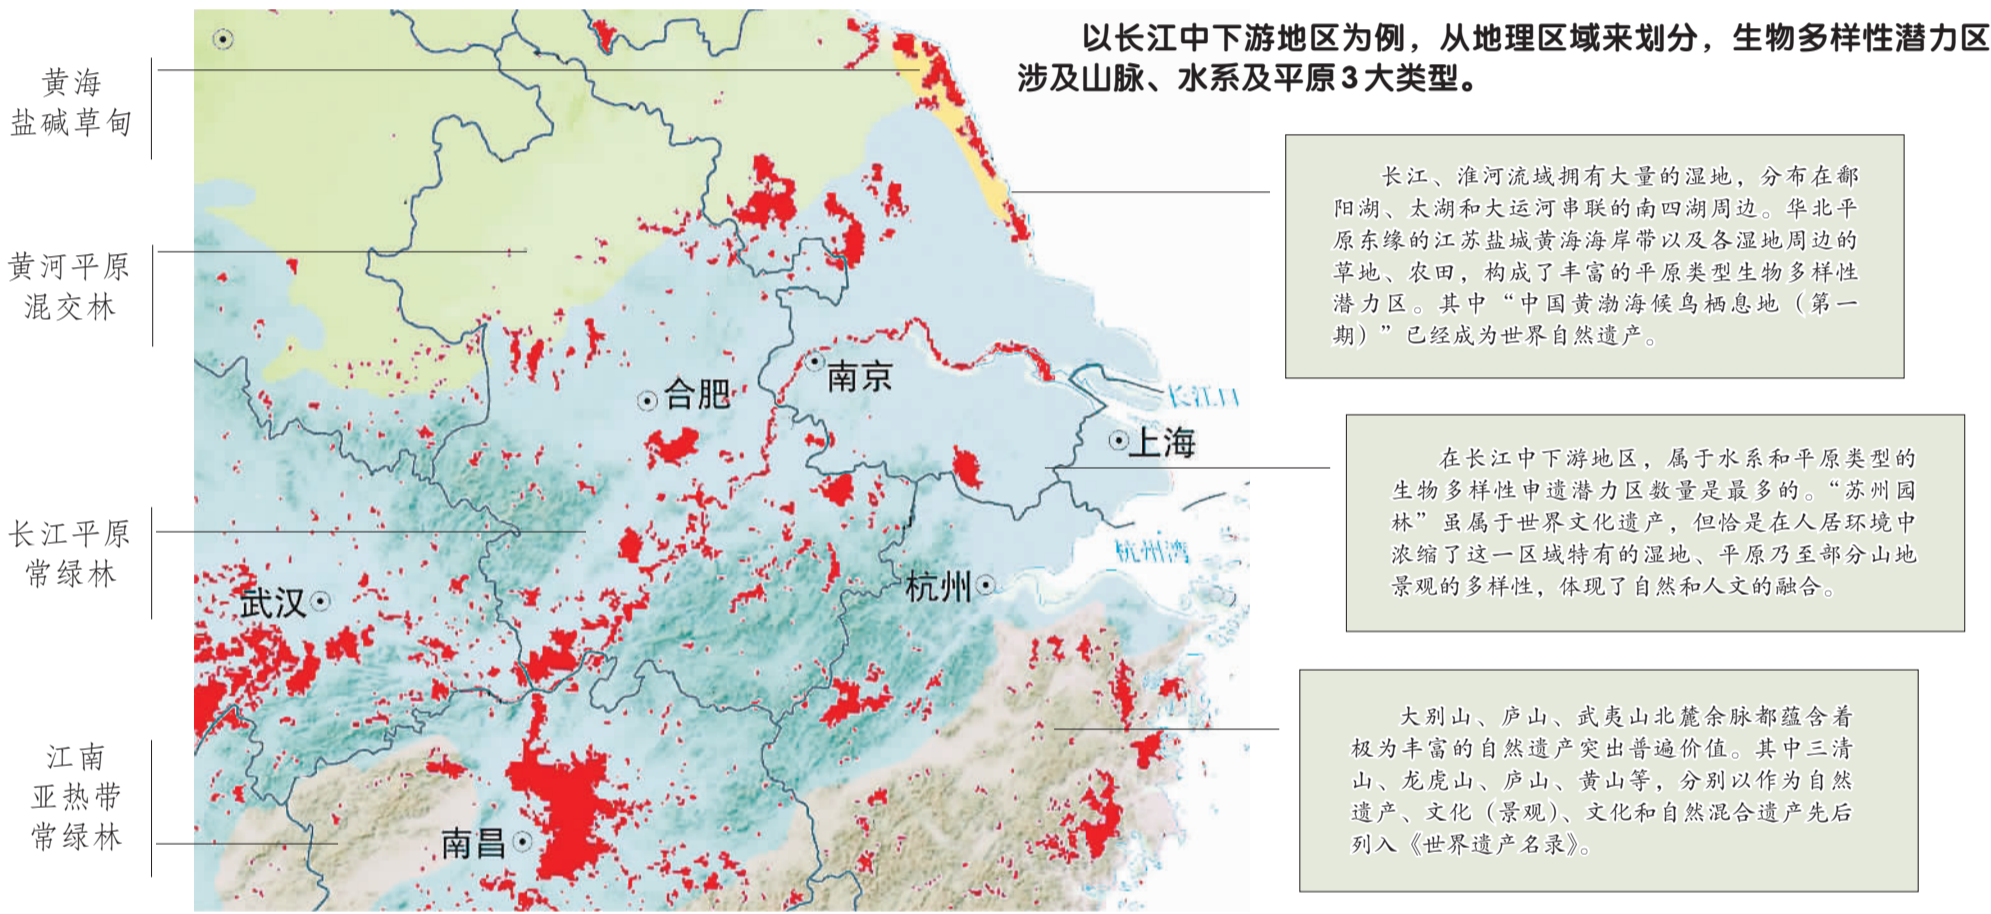 以长江中下游地区为例，从地理区域来划分，生物多样性潜力区
涉及山脉、水系及平原3大类型。
黄海
盐碱草甸
黄河平原
混交林
长江平原
常绿林
江南
亚热带
常绿林
合肥
南京
上海
杭州
武汉
南昌
长江口
杭州湾
长江、淮河流域拥有大量的湿地，分布在鄱
阳湖、太湖和大运河串联的南四湖周边。华北平
原东缘的江苏盐城黄海海岸带以及各湿地周边的
草地、农田，构成了丰富的平原类型生物多样性
潜力区。其中“中国黄渤海候鸟栖息地（第一
期）”已经成为世界自然遗产。
在长江中下游地区，属于水系和平原类型的
生物多样性申遗潜力区数量是最多的。“苏州园
林”虽属于世界文化遗产，但恰是在人居环境中
浓缩了这一区域特有的湿地、平原乃至部分山地
景观的多样性，体现了自然和人文的融合。
大别山、庐山、武夷山北麓余脉都蕴含着
极为丰富的自然遗产突出普遍价值。其中三清
山、龙虎山、庐山、黄山等，分别以作为自然
遗产、文化（景观）、文化和自然混合遗产先后
列入《世界遗产名录》。